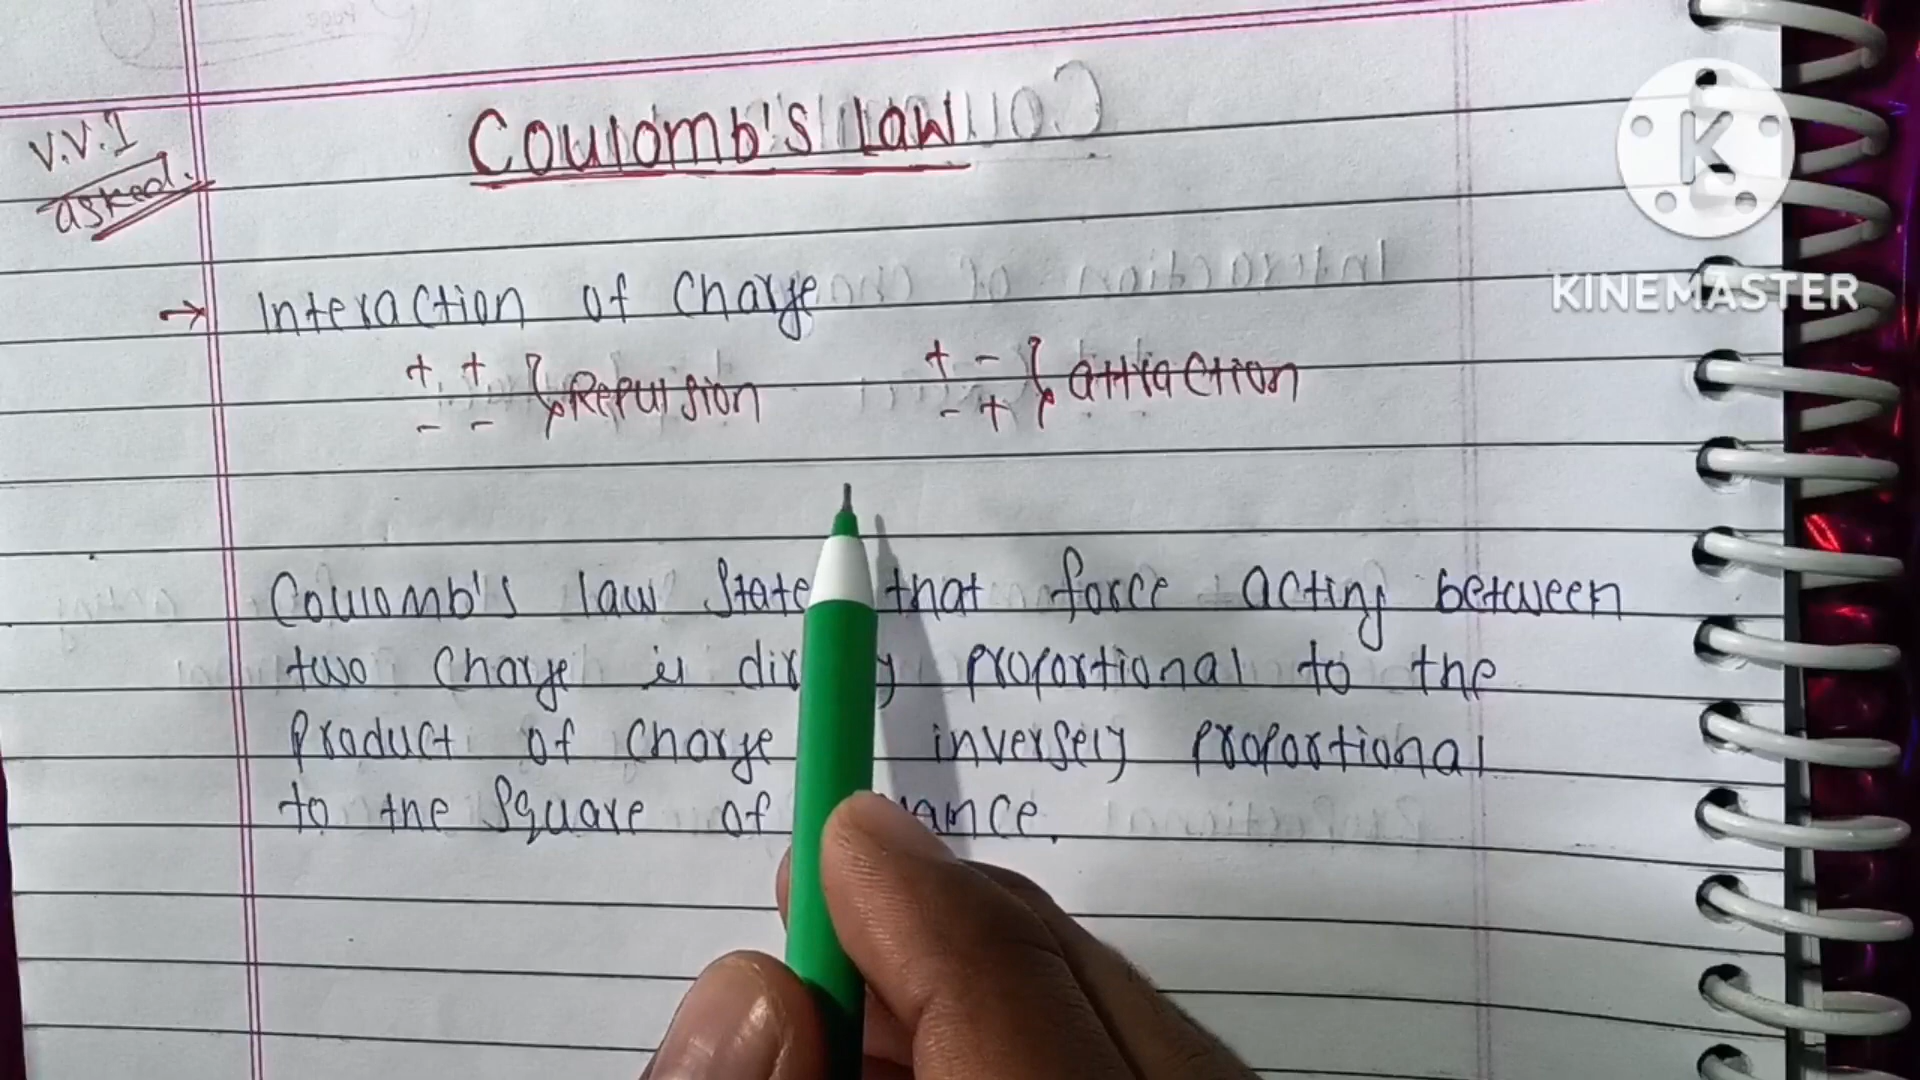 V.V.I
asked.
Coulomb's law
→ Interaction of Charge
+ + } Repulsion + - } attraction
- - - +
Coulomb's law State that force acting between
two Charge is proportional to the
Product of Charge inversely proportional
to the Square of
K
KINEMASTER